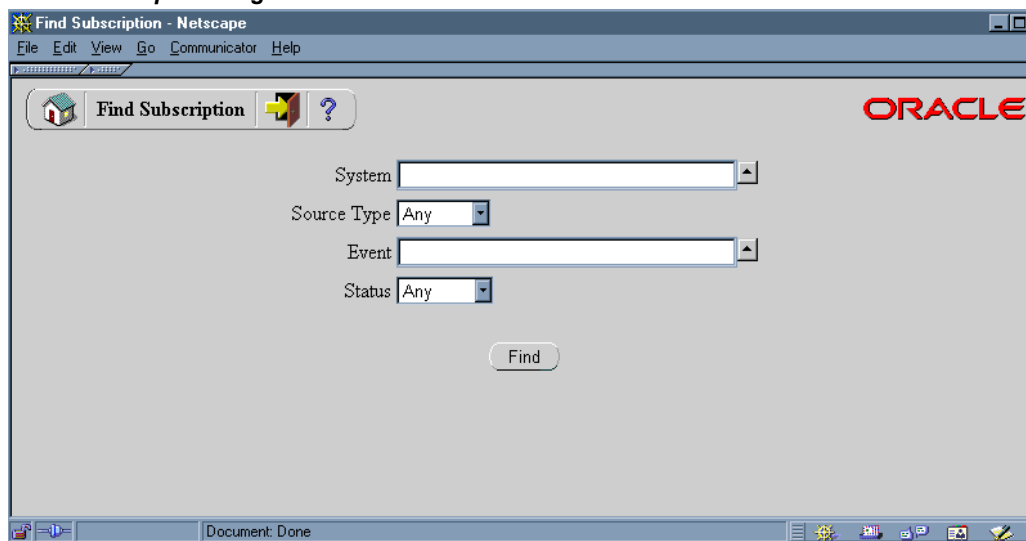 Find Subscription - Netscape
File Edit View Go Communicator Help
Find Subscription ?
ORACLE
System
Source Type Any
Event
Status Any
Find
Document: Done